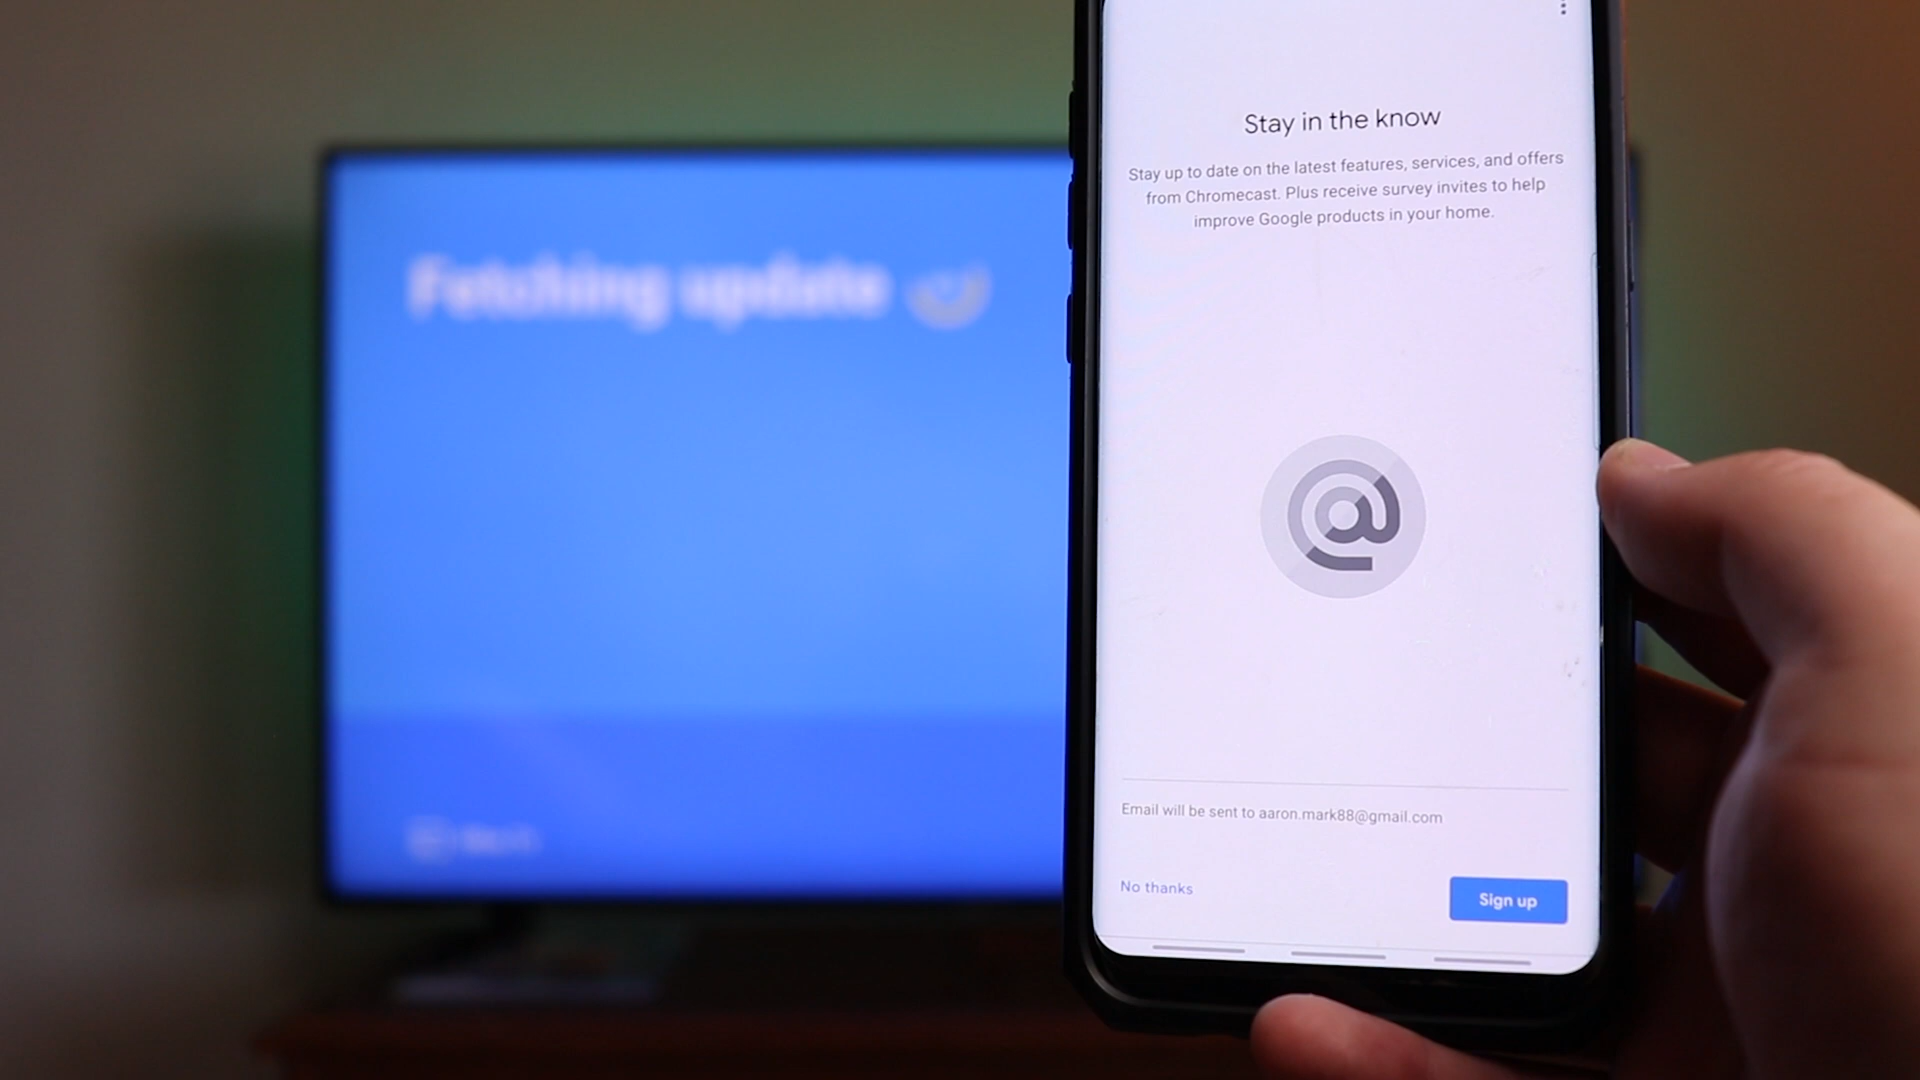 Fetching update
Stay in the know
Stay up to date on the latest features, services, and offers
from Chromecast. Plus receive survey invites to help
improve Google products in your home.
@
Email will be sent to aaron.mark88@gmail.com
No thanks
Sign up